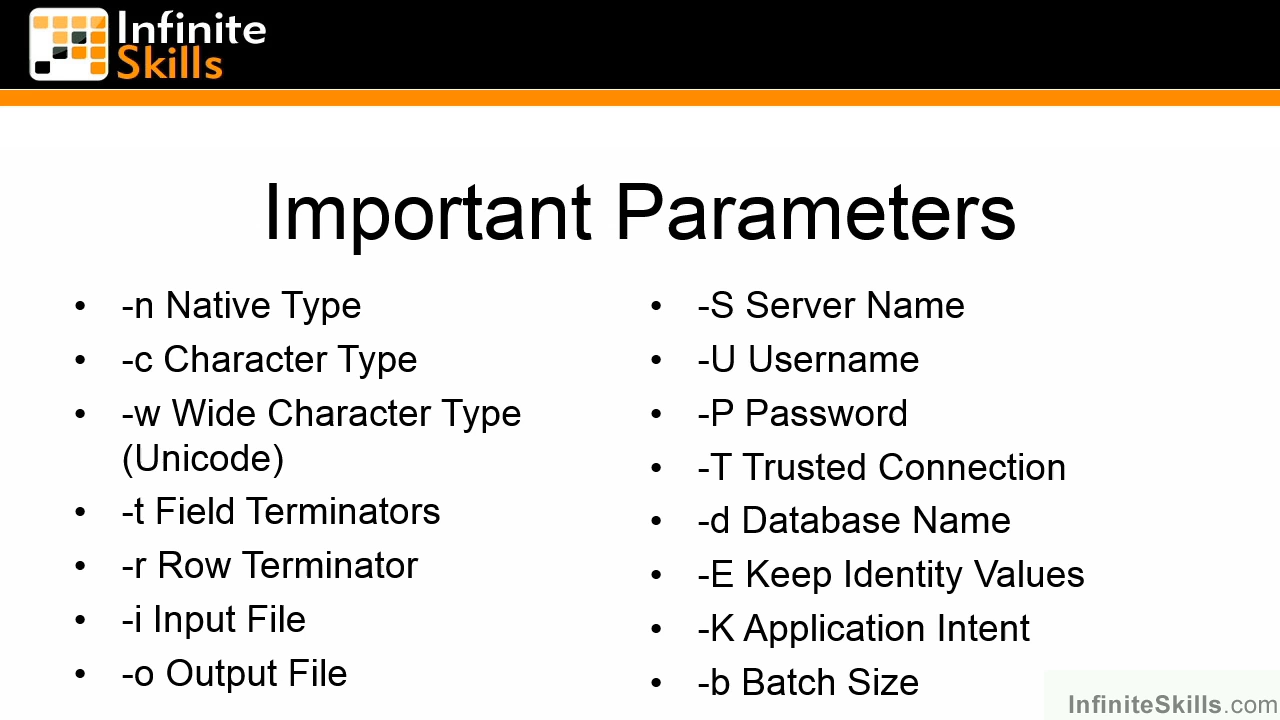 Infinite
Skills
Important Parameters
• -n Native Type
• -c Character Type
• -w Wide Character Type
(Unicode)
• -t Field Terminators
• -r Row Terminator
• -i Input File
• -o Output File
• -S Server Name
• -U Username
• -P Password
• -T Trusted Connection
• -d Database Name
• -E Keep Identity Values
• -K Application Intent
• -b Batch Size
InfiniteSkills.com